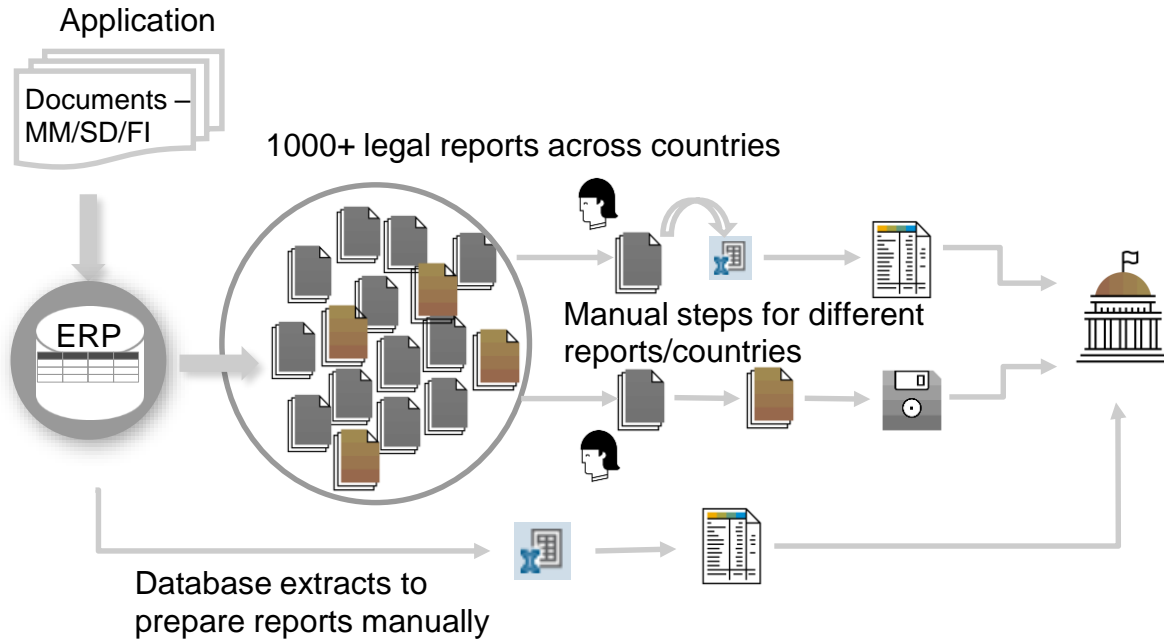 Application
Documents –
MM/SD/FI
1000+ legal reports across countries
ERP
Manual steps for different
reports/countries
Database extracts to
prepare reports manually